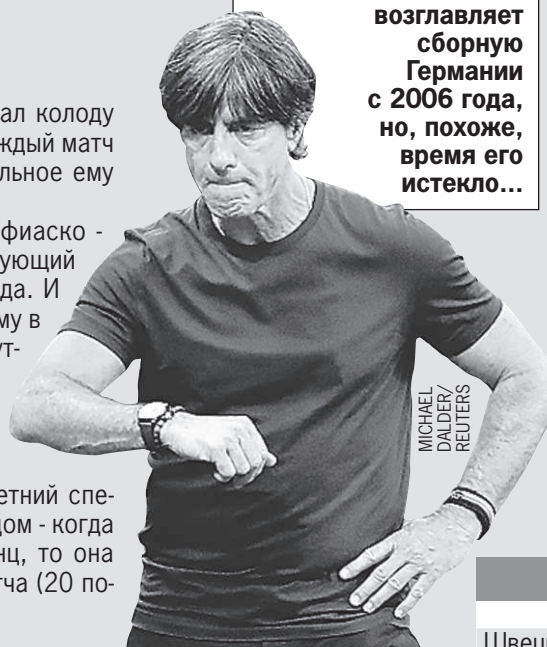 возглавляет
сборную
Германии
с 2006 года,
но, похоже,
время его
истекло...
ал колоду
ждый матч
льное ему
фиаско -
ующий
да. И
му в
ут-
MICHAEL
DALDER/
REUTERS
етний спе-
дом - когда
нц, то она
тча (20 по-
Швец